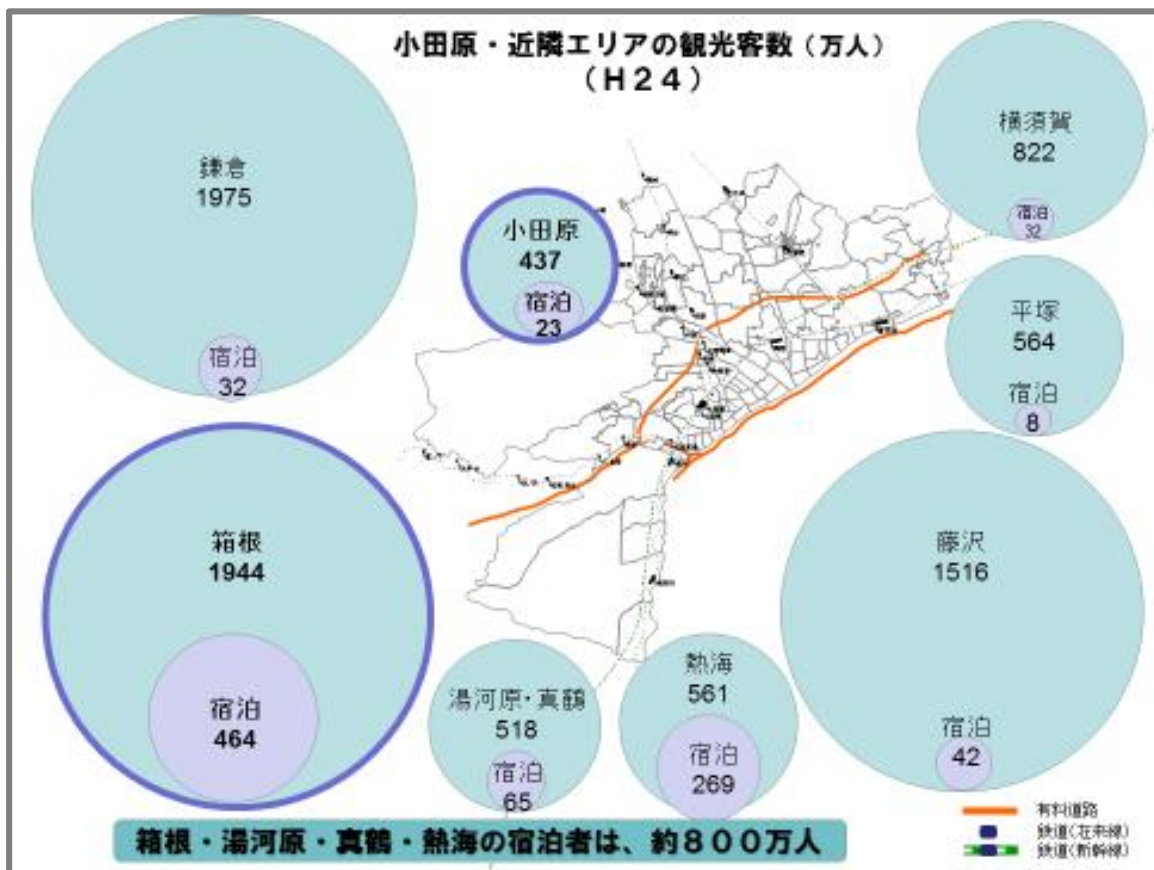 小田原・近隣エリアの観光客数（万人）
（Ｈ２４）
鎌倉
1975
宿泊
32
小田原
437
宿泊
23
横須賀
822
宿泊
32
平塚
564
宿泊
8
箱根
1944
宿泊
464
藤沢
1516
宿泊
42
湯河原・真鶴
518
宿泊
65
熱海
561
宿泊
269
有料道路
鉄道(在来線)
鉄道(新幹線)
箱根・湯河原・真鶴・熱海の宿泊者は、約８００万人